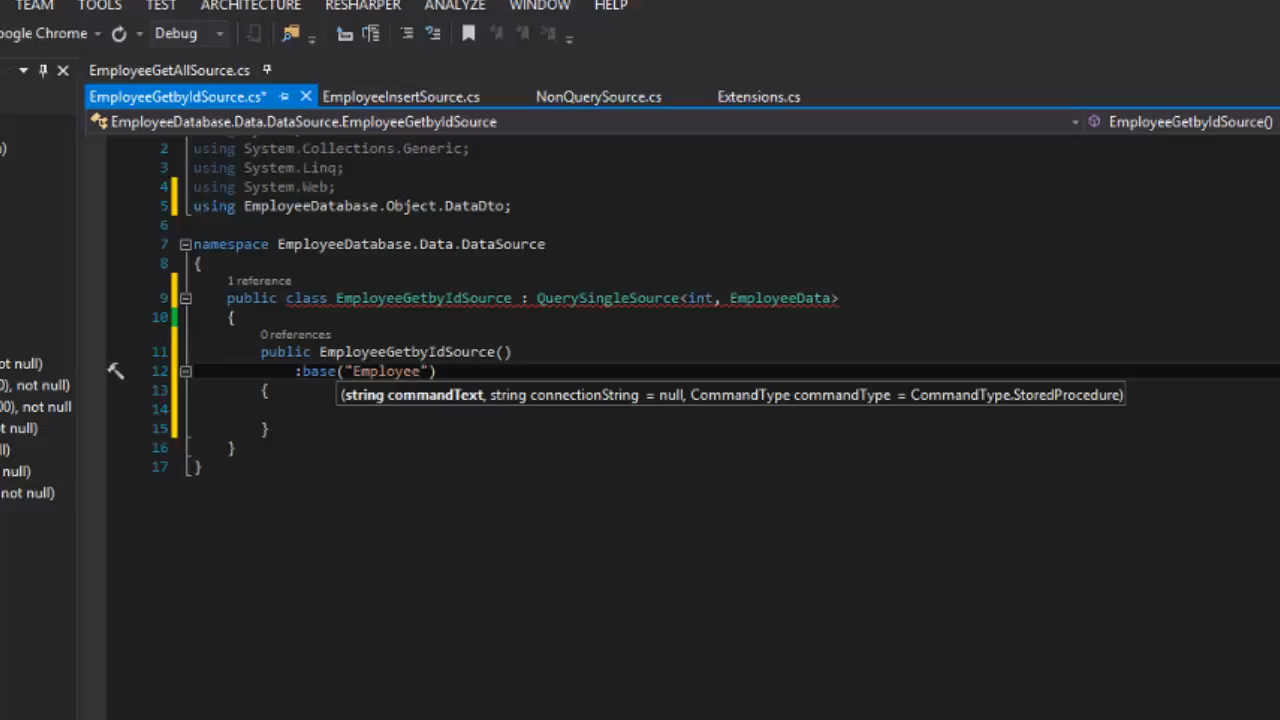 TEAM TOOLS TEST ARCHITECTURE RESHARPER ANALYZE WINDOW HELP
oogle Chrome Debug
EmployeeGetAllSource.cs
EmployeeGetbyIdSource.cs* EmployeeInsertSource.cs NonQuerySource.cs Extensions.cs
EmployeeDatabase.Data.DataSource.EmployeeGetbyIdSource EmployeeGetbyIdSource()
2 using System.Collections.Generic;
3 using System.Linq;
4 using System.Web;
5 using EmployeeDatabase.Object.DataDto;
6
7 namespace EmployeeDatabase.Data.DataSource
8 {
1 reference
9 public class EmployeeGetbyIdSource : QuerySingleSource<int, EmployeeData>
10 {
0 references
11 public EmployeeGetbyIdSource()
12 :base("Employee")
13 {
(string commandText, string connectionString = null, CommandType commandType = CommandType.StoredProcedure)
14
15 }
16 }
17 }
)
ot null)
0), not null)
00), not null
t null)
l)
null)
not null)